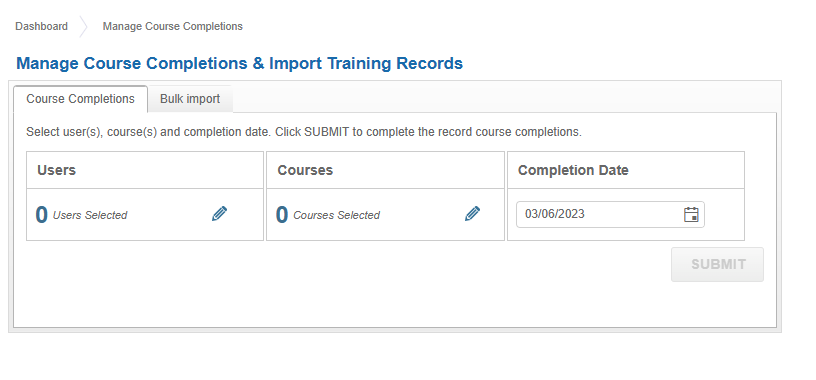 Dashboard Manage Course Completions
Manage Course Completions & Import Training Records
Course Completions Bulk import
Select user(s), course(s) and completion date. Click SUBMIT to complete the record course completions.
Users Courses Completion Date
0 Users Selected 0 Courses Selected 03/06/2023
SUBMIT